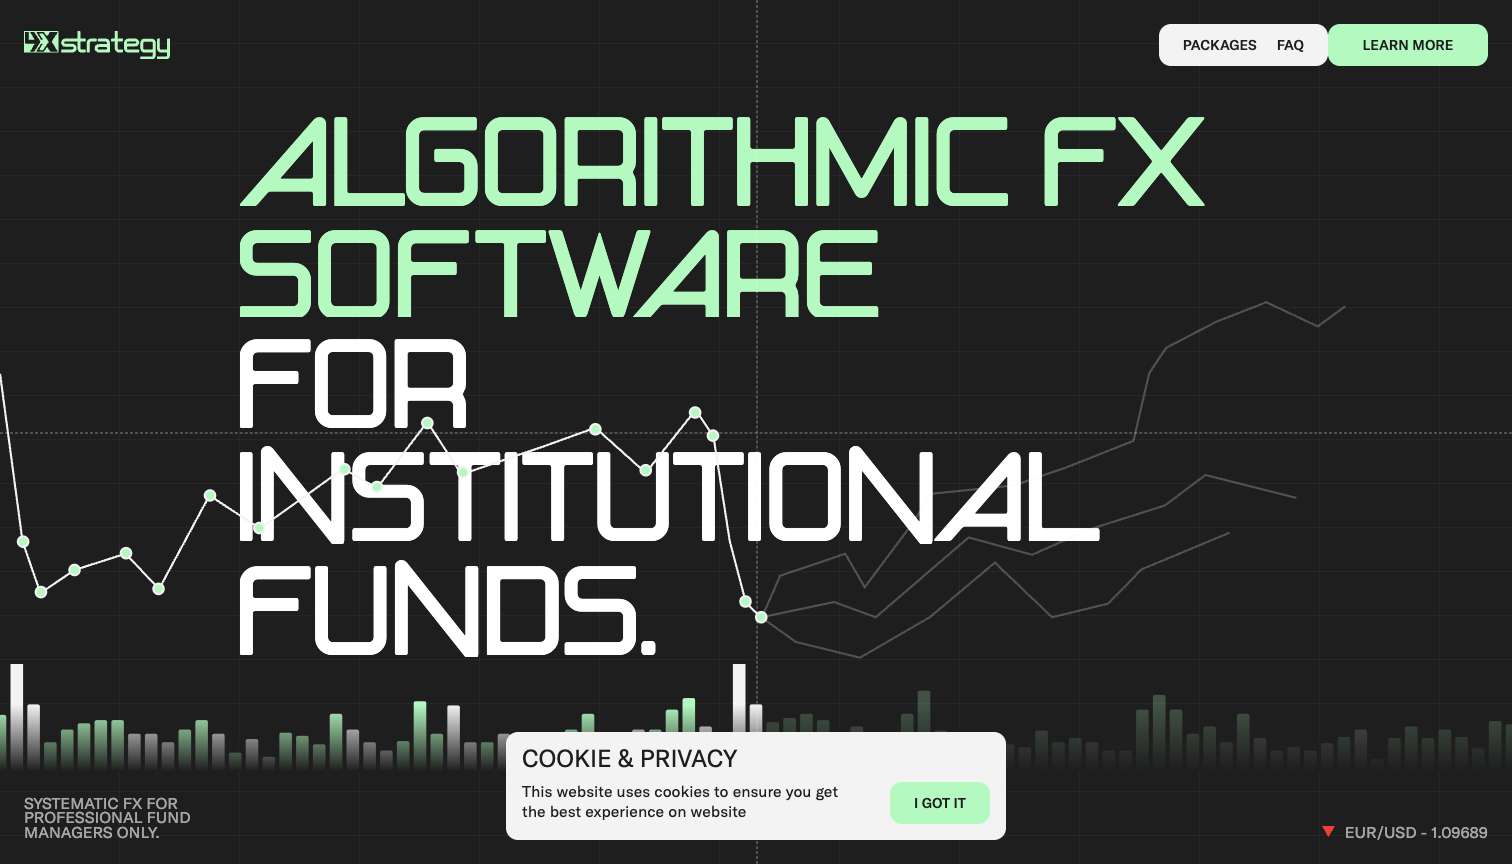 FXstrategy
PACKAGES FAQ LEARN MORE
ALGORITHMIC FX
SOFTWARE
FOR
INSTITUTIONAL
FUNDS.
COOKIE & PRIVACY
This website uses cookies to ensure you get
the best experience on website
I GOT IT
SYSTEMATIC FX FOR
PROFESSIONAL FUND
MANAGERS ONLY.
EUR/USD - 1.09689